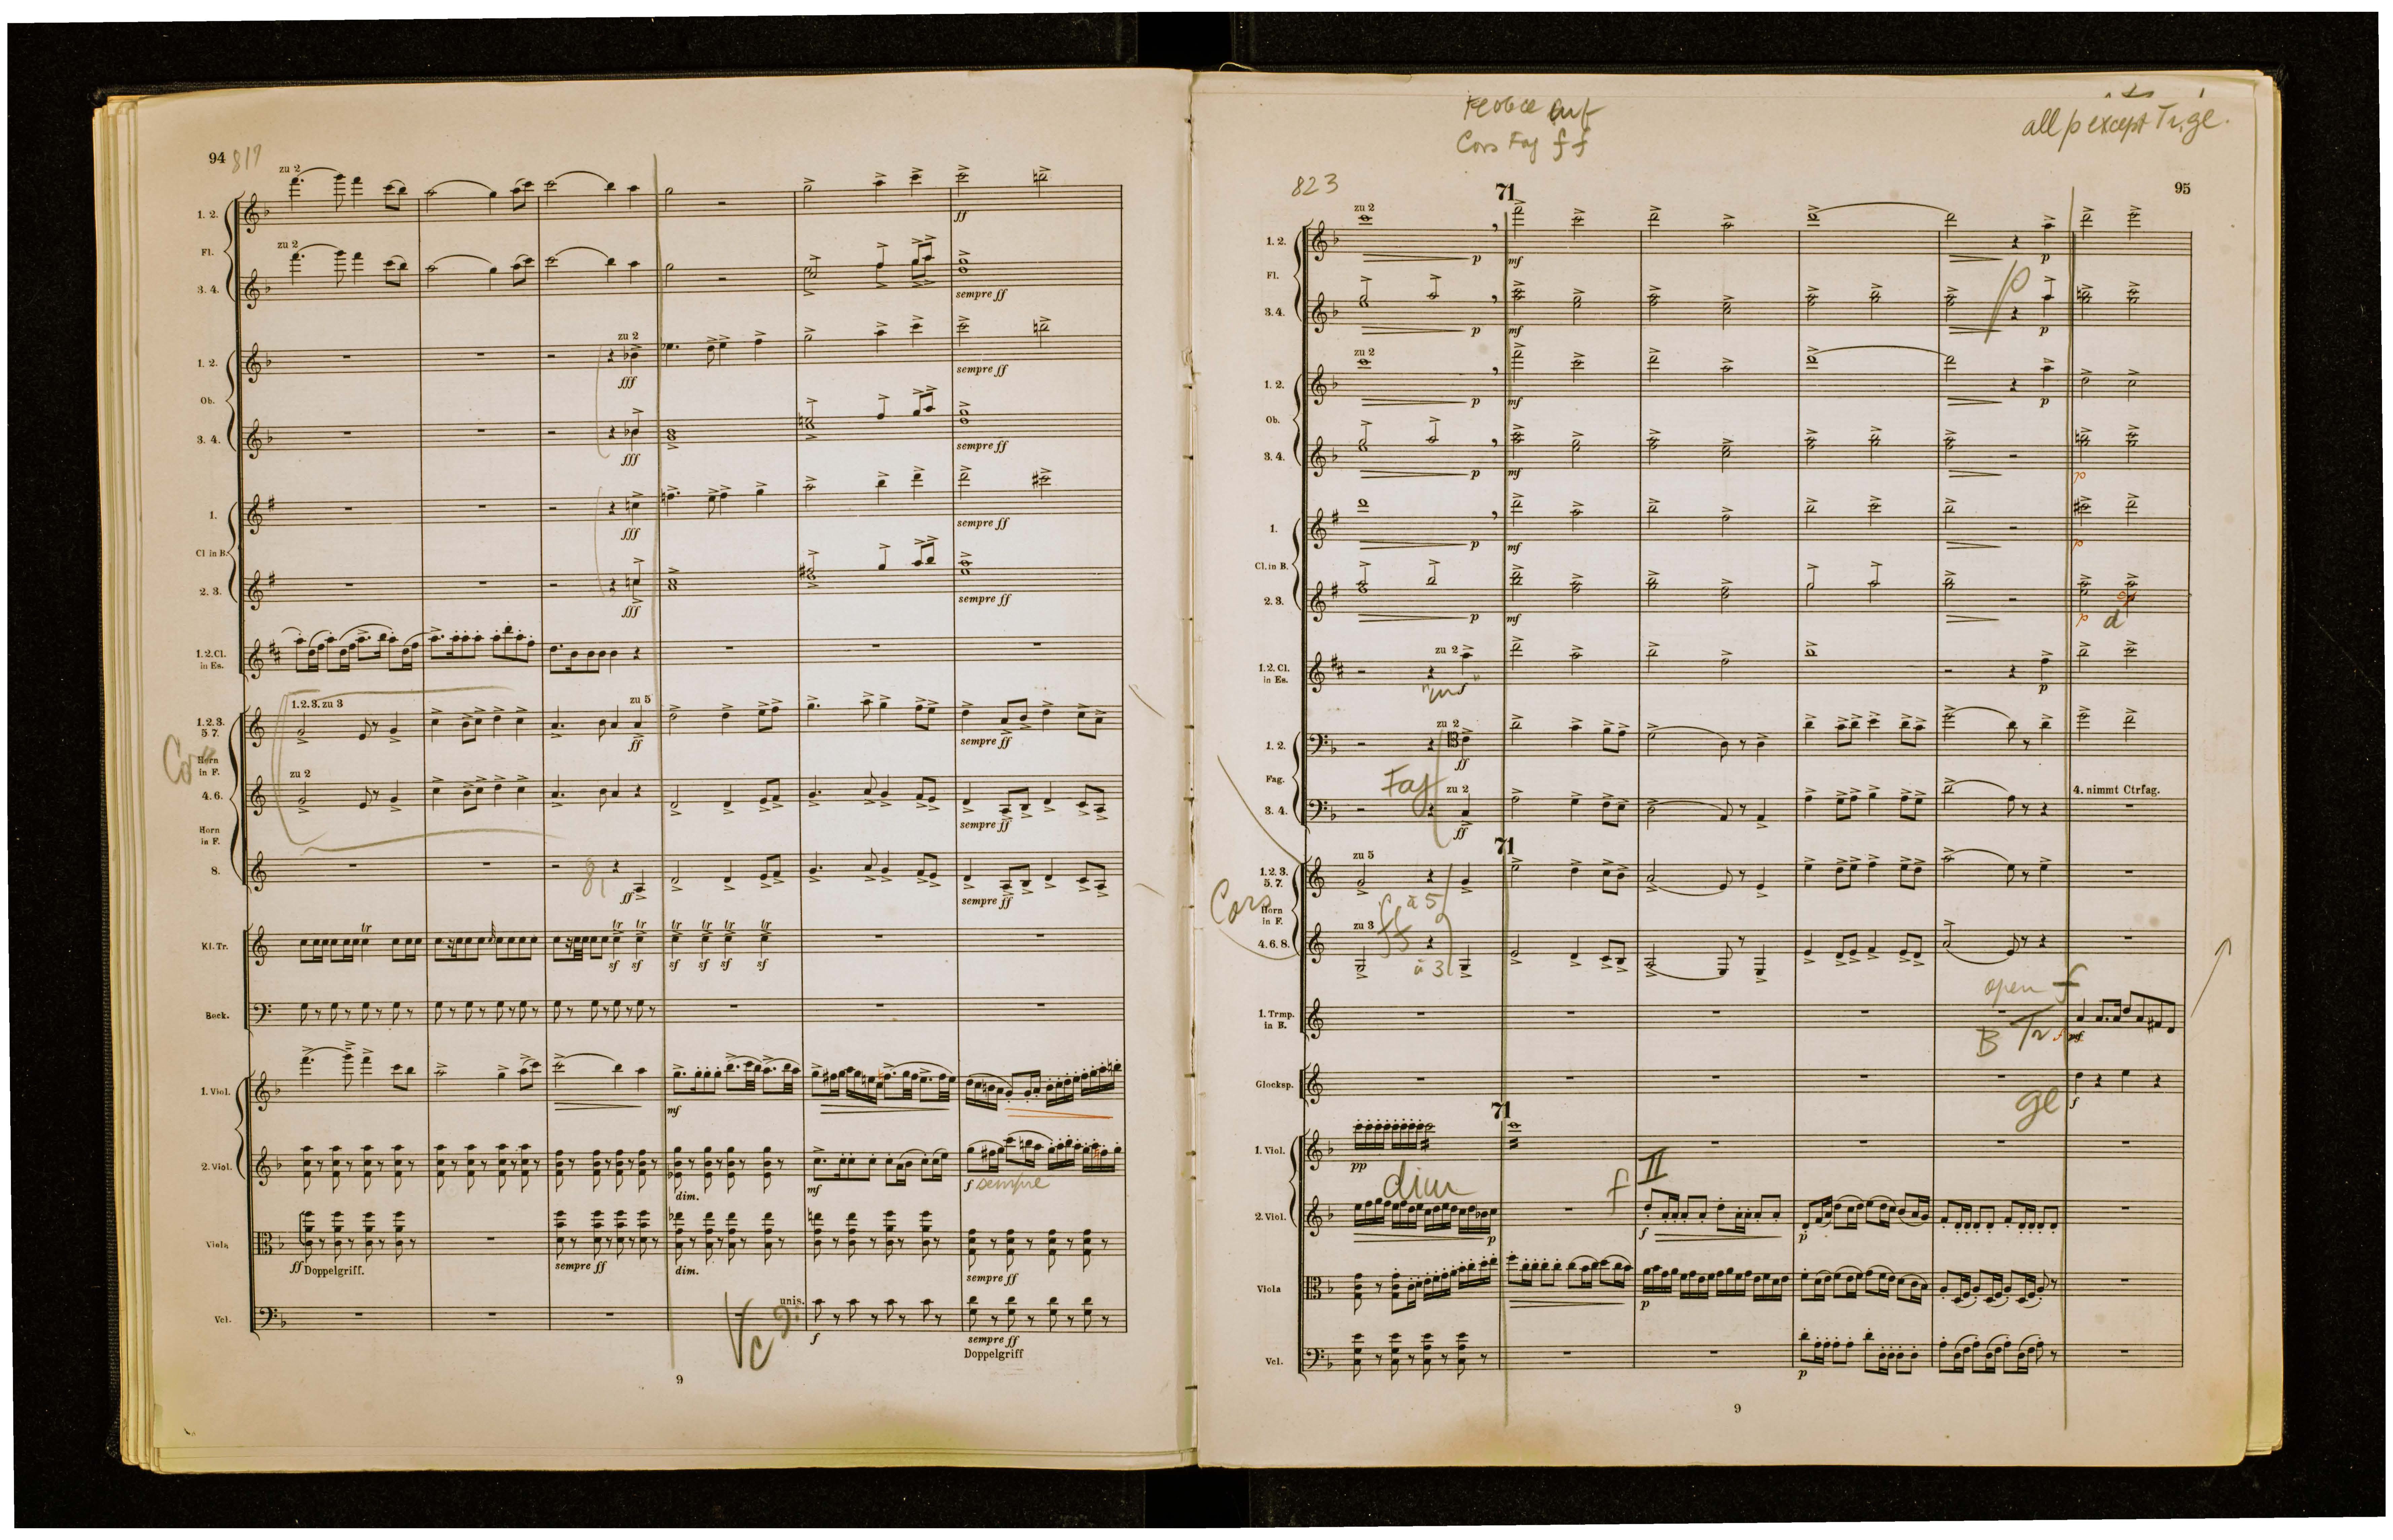 94 817
zu 2
1. 2.
ff
Fl.
zu 2
3. 4.
sempre ff
zu 2
1. 2.
fff
sempre ff
Ob.
3. 4.
fff
sempre ff
1.
fff
sempre ff
Cl in B.
2. 3.
fff
sempre ff
1. 2. Cl.
in Es.
1. 2. 3. zu 3
zu 5
1. 2. 3.
5. 7.
ff
sempre ff
Cor
Horn
in F.
zu 2
4. 6.
sempre ff
Horn
in F.
8.
ff
sempre ff
Kl. Tr.
tr tr tr tr tr tr tr
sf sf sf sf sf sf
Beck.
1. Viol.
mf
2. Viol.
dim.
mf
f sempre
Viola
ff Doppelgriff.
sempre ff
dim.
sempre ff
Vcl.
Vc
unis.
f
sempre ff
Doppelgriff
9
Cors Fag ff
all p except Tr, gl.
823
71
95
zu 2
1. 2.
p mf p
Fl.
3. 4.
p mf p
p
zu 2
1. 2.
p mf p
Ob.
3. 4.
p mf p
1.
p mf p
Cl. in B.
2. 3.
p mf p d
zu 2
1. 2. Cl.
in Es.
p
zu 2
1. 2.
ff
Fag.
Fag
zu 2
3. 4.
ff
4. nimmt Ctrfag.
71
zu 5
1. 2. 3.
5. 7.
à 5
Cors
Horn
in F.
zu 3
ff
4. 6. 8.
à 3
open f
1. Trmp.
in B.
B Tr f mf
Glocksp.
gl f
71
1. Viol.
pp
dim
f II
2. Viol.
p f p
Viola
p
Vcl.
p
9